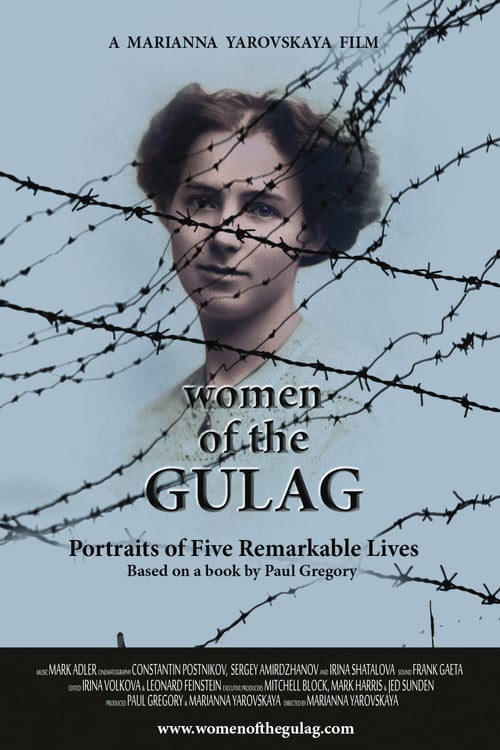 A MARIANNA YAROVSKAYA FILM
women
of the
GULAG
Portraits of Five Remarkable Lives
Based on a book by Paul Gregory
MUSIC MARK ADLER CINEMATOGRAPHY CONSTANTIN POSTNIKOV, SERGEY AMIRDZHANOV AND IRINA SHATALOVA SOUND FRANK GAETA
EDITED IRINA VOLKOVA & LEONARD FEINSTEIN EXECUTIVE PRODUCERS MITCHELL BLOCK, MARK HARRIS & JED SUNDEN
PRODUCED PAUL GREGORY & MARIANNA YAROVSKAYA DIRECTED BY MARIANNA YAROVSKAYA
www.womenofthegulag.com